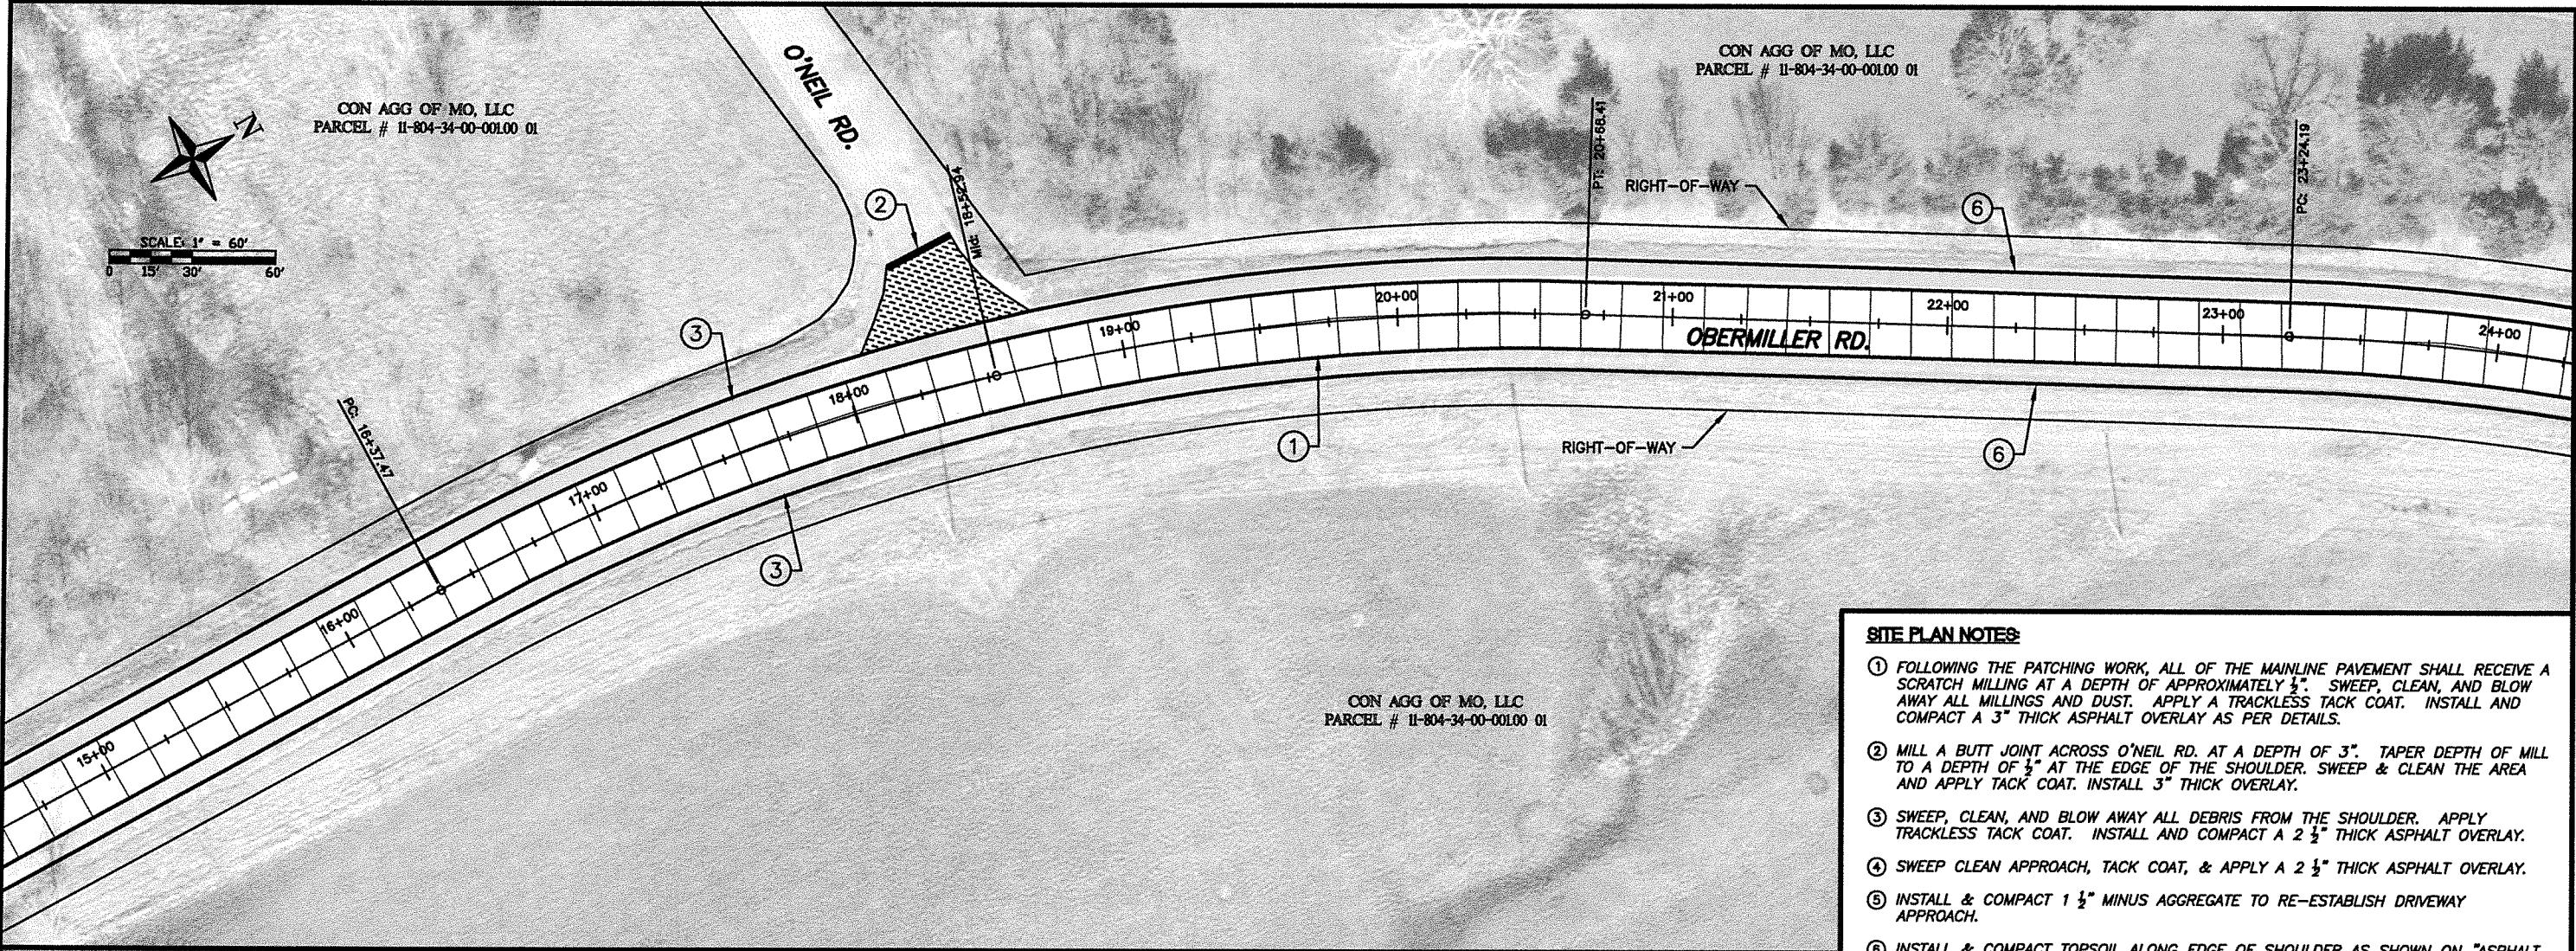 O'NEIL RD.
CON AGG OF MO, LLC
PARCEL # 11-804-34-00-001.00 01
CON AGG OF MO, LLC
PARCEL # 11-804-34-00-001.00 01
N
SCALE: 1" = 60'
0 15' 30' 60'
2
Mid: 18+52.94
PT: 20+68.41
RIGHT-OF-WAY
6
PC: 23+24.19
3
PC: 16+37.47
15+00
16+00
17+00
18+00
19+00
20+00
21+00
22+00
23+00
24+00
OBERMILLER RD.
1
RIGHT-OF-WAY
6
3
CON AGG OF MO, LLC
PARCEL # 11-804-34-00-001.00 01
SITE PLAN NOTES:
1 FOLLOWING THE PATCHING WORK, ALL OF THE MAINLINE PAVEMENT SHALL RECEIVE A
SCRATCH MILLING AT A DEPTH OF APPROXIMATELY ½". SWEEP, CLEAN, AND BLOW
AWAY ALL MILLINGS AND DUST. APPLY A TRACKLESS TACK COAT. INSTALL AND
COMPACT A 3" THICK ASPHALT OVERLAY AS PER DETAILS.
2 MILL A BUTT JOINT ACROSS O'NEIL RD. AT A DEPTH OF 3". TAPER DEPTH OF MILL
TO A DEPTH OF ½" AT THE EDGE OF THE SHOULDER. SWEEP & CLEAN THE AREA
AND APPLY TACK COAT. INSTALL 3" THICK OVERLAY.
3 SWEEP, CLEAN, AND BLOW AWAY ALL DEBRIS FROM THE SHOULDER. APPLY
TRACKLESS TACK COAT. INSTALL AND COMPACT A 2 ½" THICK ASPHALT OVERLAY.
4 SWEEP CLEAN APPROACH, TACK COAT, & APPLY A 2 ½" THICK ASPHALT OVERLAY.
5 INSTALL & COMPACT 1 ½" MINUS AGGREGATE TO RE-ESTABLISH DRIVEWAY
APPROACH.
6 INSTALL & COMPACT TOPSOIL ALONG EDGE OF SHOULDER AS SHOWN ON "ASPHALT